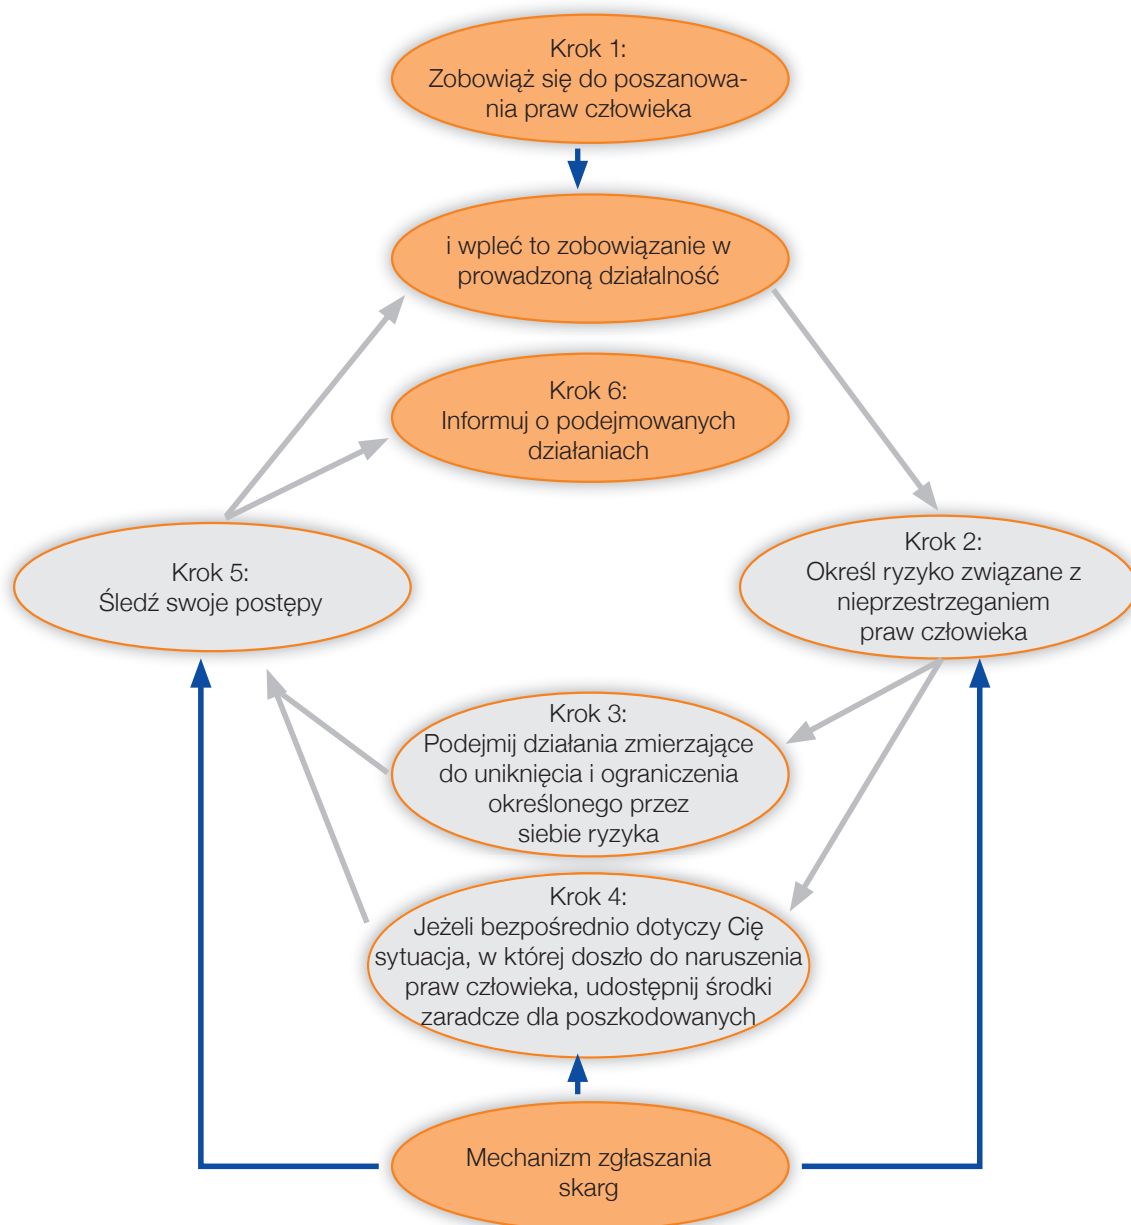 Krok 1:
Zobowiąż się do poszanowa-
nia praw człowieka
i wpleć to zobowiązanie w
prowadzoną działalność
Krok 6:
Informuj o podejmowanych
działaniach
Krok 5:
Śledź swoje postępy
Krok 2:
Określ ryzyko związane z
nieprzestrzeganiem
praw człowieka
Krok 3:
Podejmij działania zmierzające
do uniknięcia i ograniczenia
określonego przez
siebie ryzyka
Krok 4:
Jeżeli bezpośrednio dotyczy Cię
sytuacja, w której doszło do naruszenia
praw człowieka, udostępnij środki
zaradcze dla poszkodowanych
Mechanizm zgłaszania
skarg